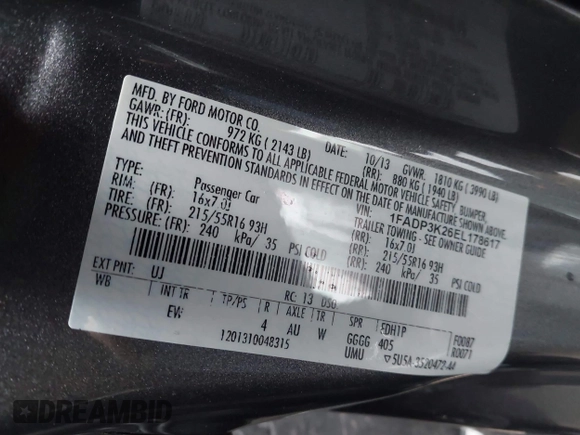 MFD. BY FORD MOTOR CO.
DATE: 10/13 GVWR: 1810 KG ( 3990 LB)
GAWR: (FR): 972 KG ( 2143 LB) (RR): 880 KG ( 1940 LB)
THIS VEHICLE CONFORMS TO ALL APPLICABLE FEDERAL MOTOR VEHICLE SAFETY, BUMPER,
AND THEFT PREVENTION STANDARDS IN EFFECT ON THE DATE OF MANUFACTURE SHOWN ABOVE.
VIN: 1FADP3K26EL178617
TYPE: Passenger Car TRAILER TOWING - SEE OWNER GUIDE
RIM: (FR): 16x7.0J (RR): 16x7.0J
TIRE: (FR): 215/55R16 93H (RR): 215/55R16 93H
PRESSURE: (FR): 240 kPa/ 35 PSI COLD (RR): 240 kPa/ 35 PSI COLD
EXT PNT: UJ RC: 13 DSO: EDH1P F0087
WB INT TR TP/PS R AXLE TR SPR R0071
EW 4 AU W GGGG 405
UMU
1201310048315
DREAMBID